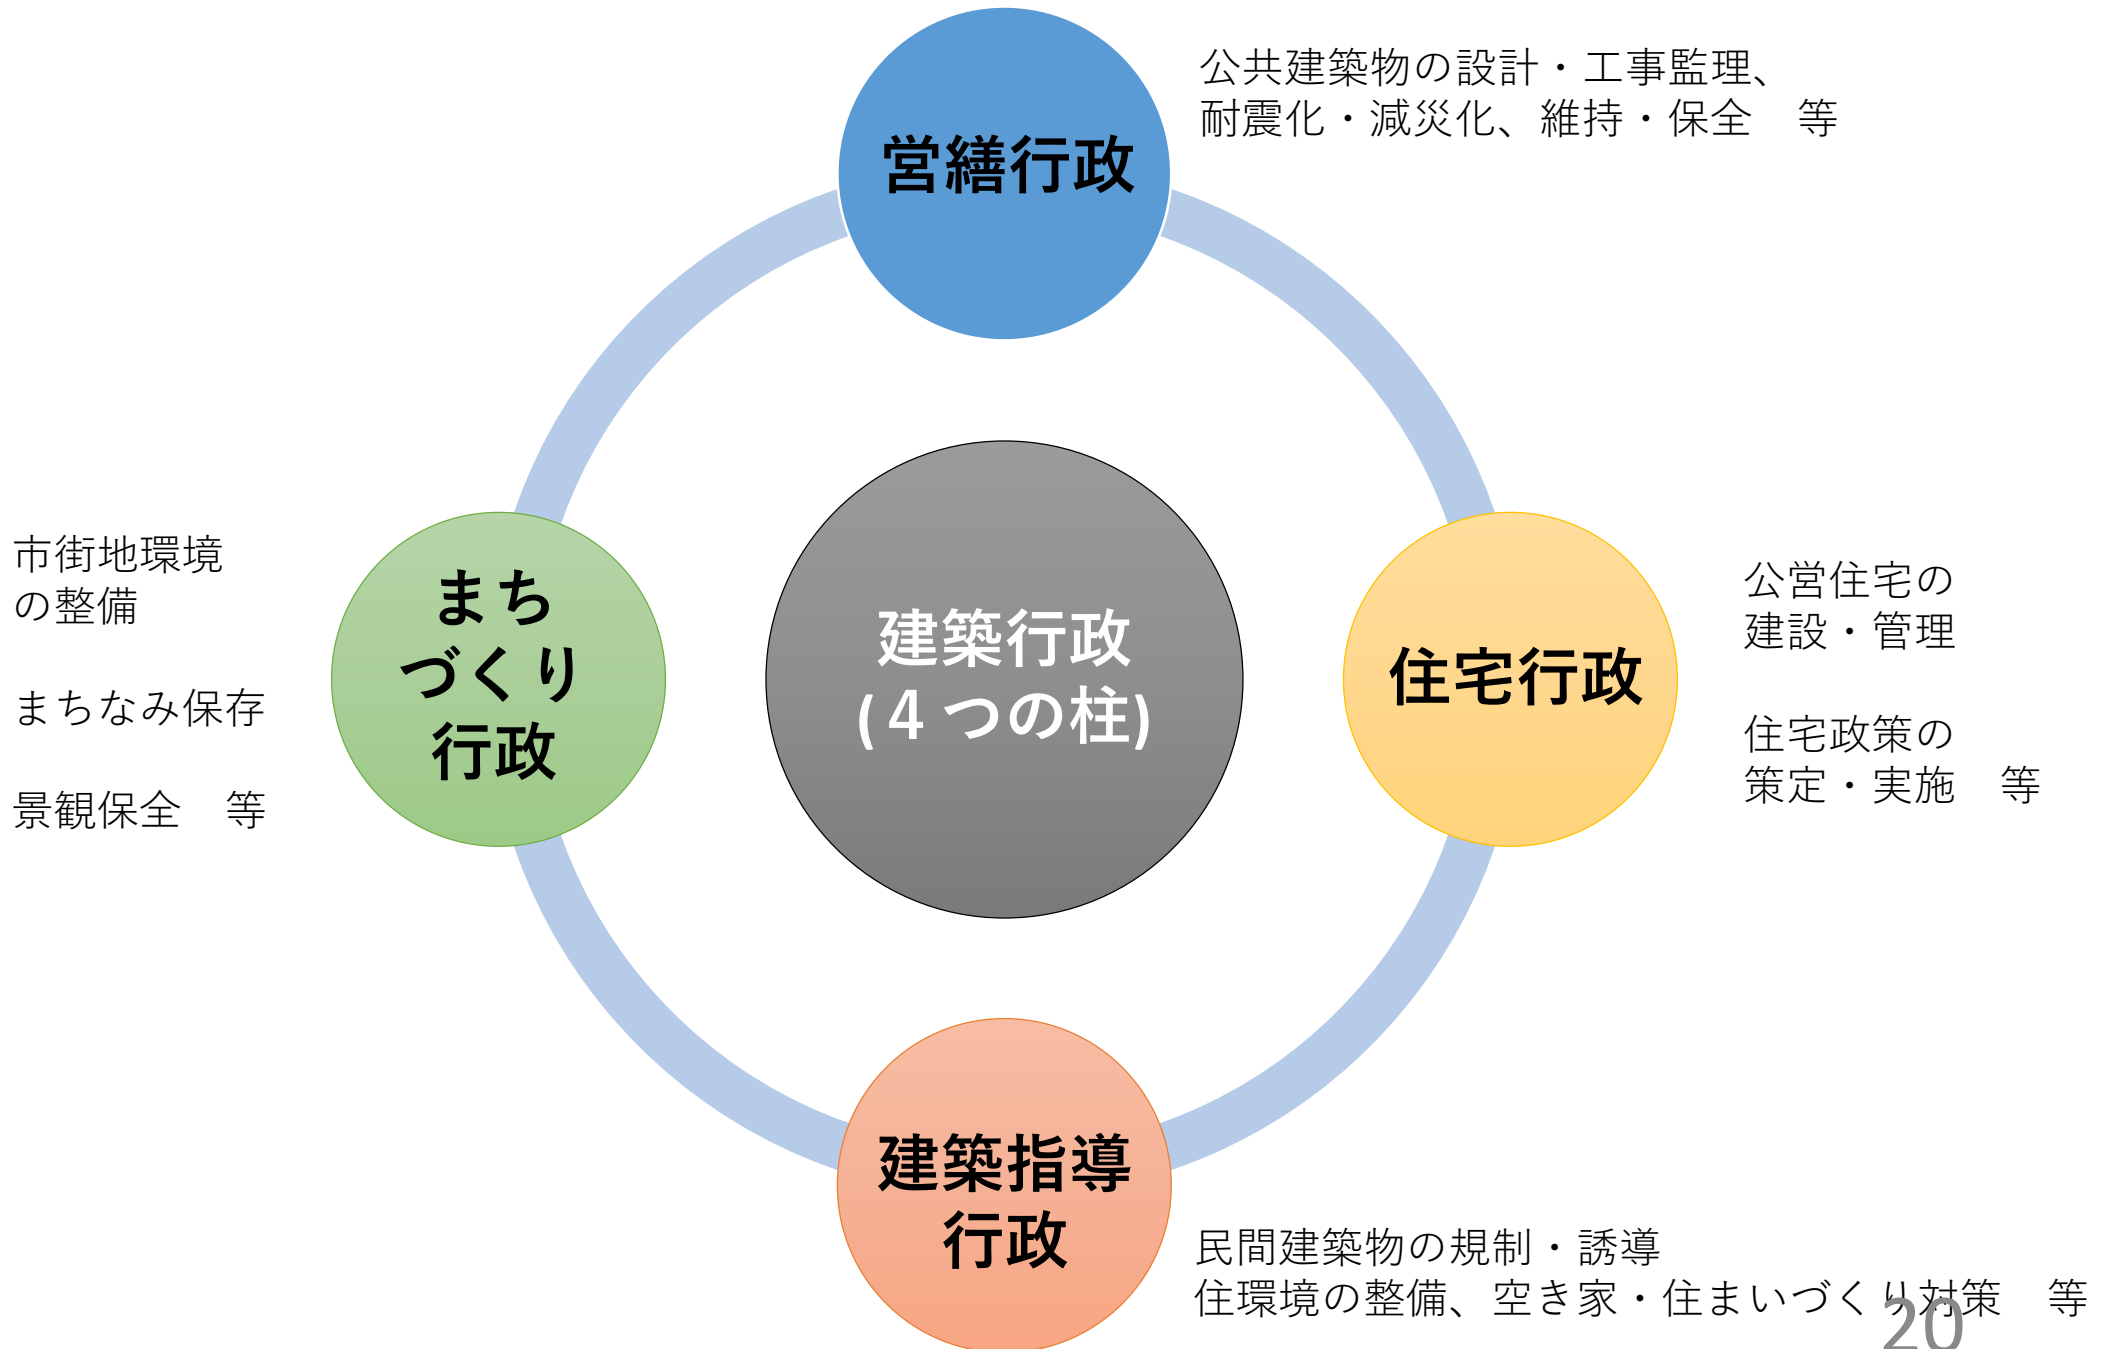 公共建築物の設計・工事監理、
耐震化・減災化、維持・保全　等
営繕行政
市街地環境
の整備
まちなみ保存
景観保全　等
まち
づくり
行政
建築行政
(４つの柱)
住宅行政
公営住宅の
建設・管理
住宅政策の
策定・実施　等
建築指導
行政
民間建築物の規制・誘導
住環境の整備、空き家・住まいづくり対策　等
20